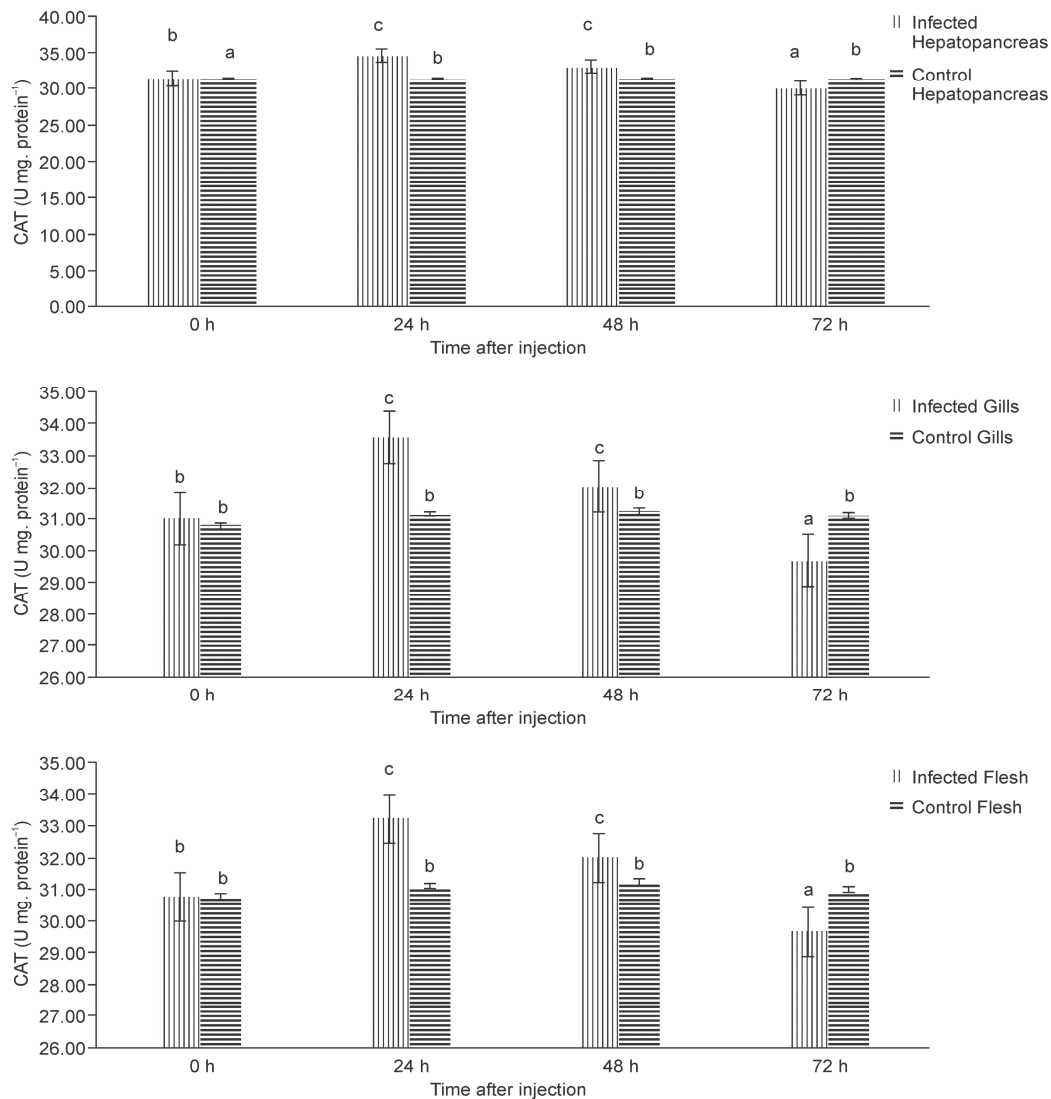 40.00
35.00
30.00
25.00
20.00
15.00
10.00
5.00
0.00
CAT (U mg. protein⁻¹)
b a c b c b a b
0 h 24 h 48 h 72 h
Time after injection
Infected
Hepatopancreas
Control
Hepatopancreas
35.00
34.00
33.00
32.00
31.00
30.00
29.00
28.00
27.00
26.00
CAT (U mg. protein⁻¹)
b b c b c b a b
0 h 24 h 48 h 72 h
Time after injection
Infected Gills
Control Gills
35.00
34.00
33.00
32.00
31.00
30.00
29.00
28.00
27.00
26.00
CAT (U mg. protein⁻¹)
b b c b c b a b
0 h 24 h 48 h 72 h
Time after injection
Infected Flesh
Control Flesh